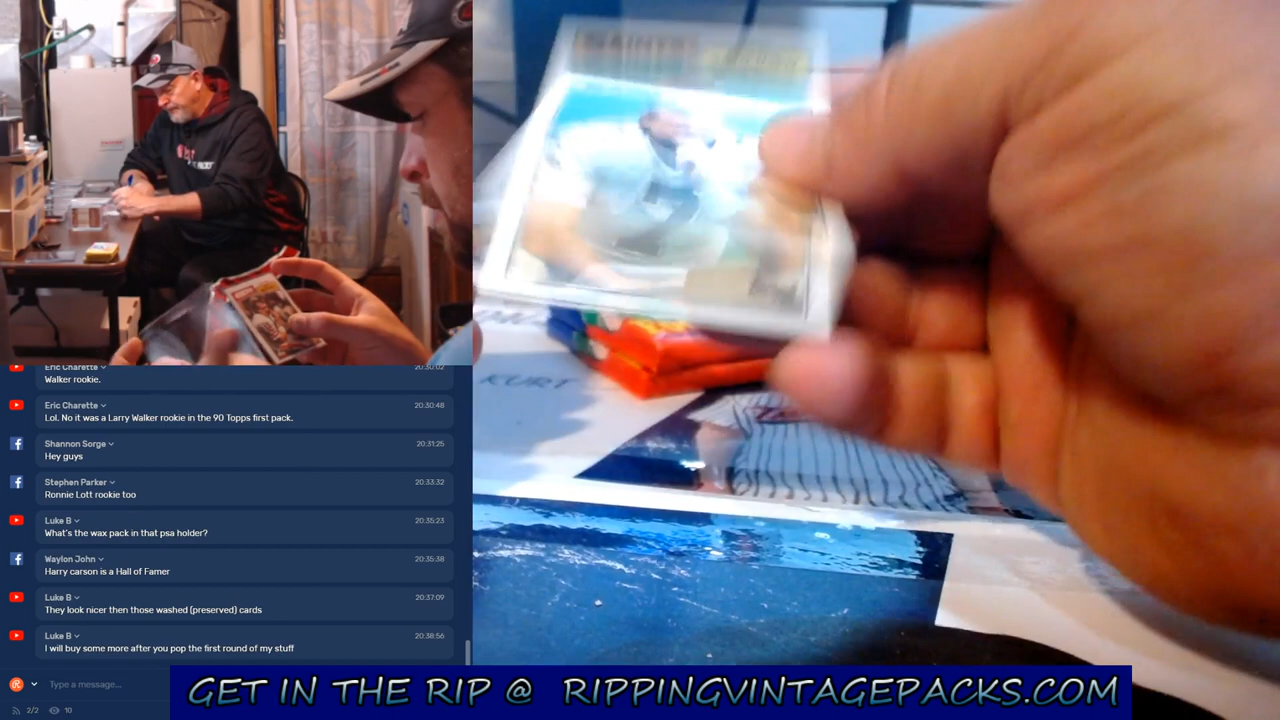 Eric Charette 20:30:02
Walker rookie.
Eric Charette 20:30:48
Lol. No it was a Larry Walker rookie in the 90 Topps first pack.
Shannon Sorge 20:31:25
Hey guys
Stephen Parker 20:33:32
Ronnie Lott rookie too
Luke B 20:35:23
What's the wax pack in that psa holder?
Waylon John 20:35:38
Harry carson is a Hall of Famer
Luke B 20:37:09
They look nicer then those washed (preserved) cards
Luke B 20:38:56
I will buy some more after you pop the first round of my stuff
Type a message...
2/2 10
KURT
GET IN THE RIP @ RIPPINGVINTAGEPACKS.COM